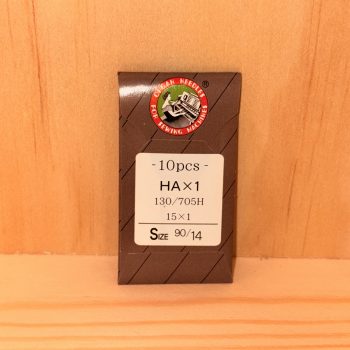 ORGAN NEEDLES
FOR SEWING MACHINES
®
-10pcs-
HA×1
130/705H
15×1
SIZE 90/14